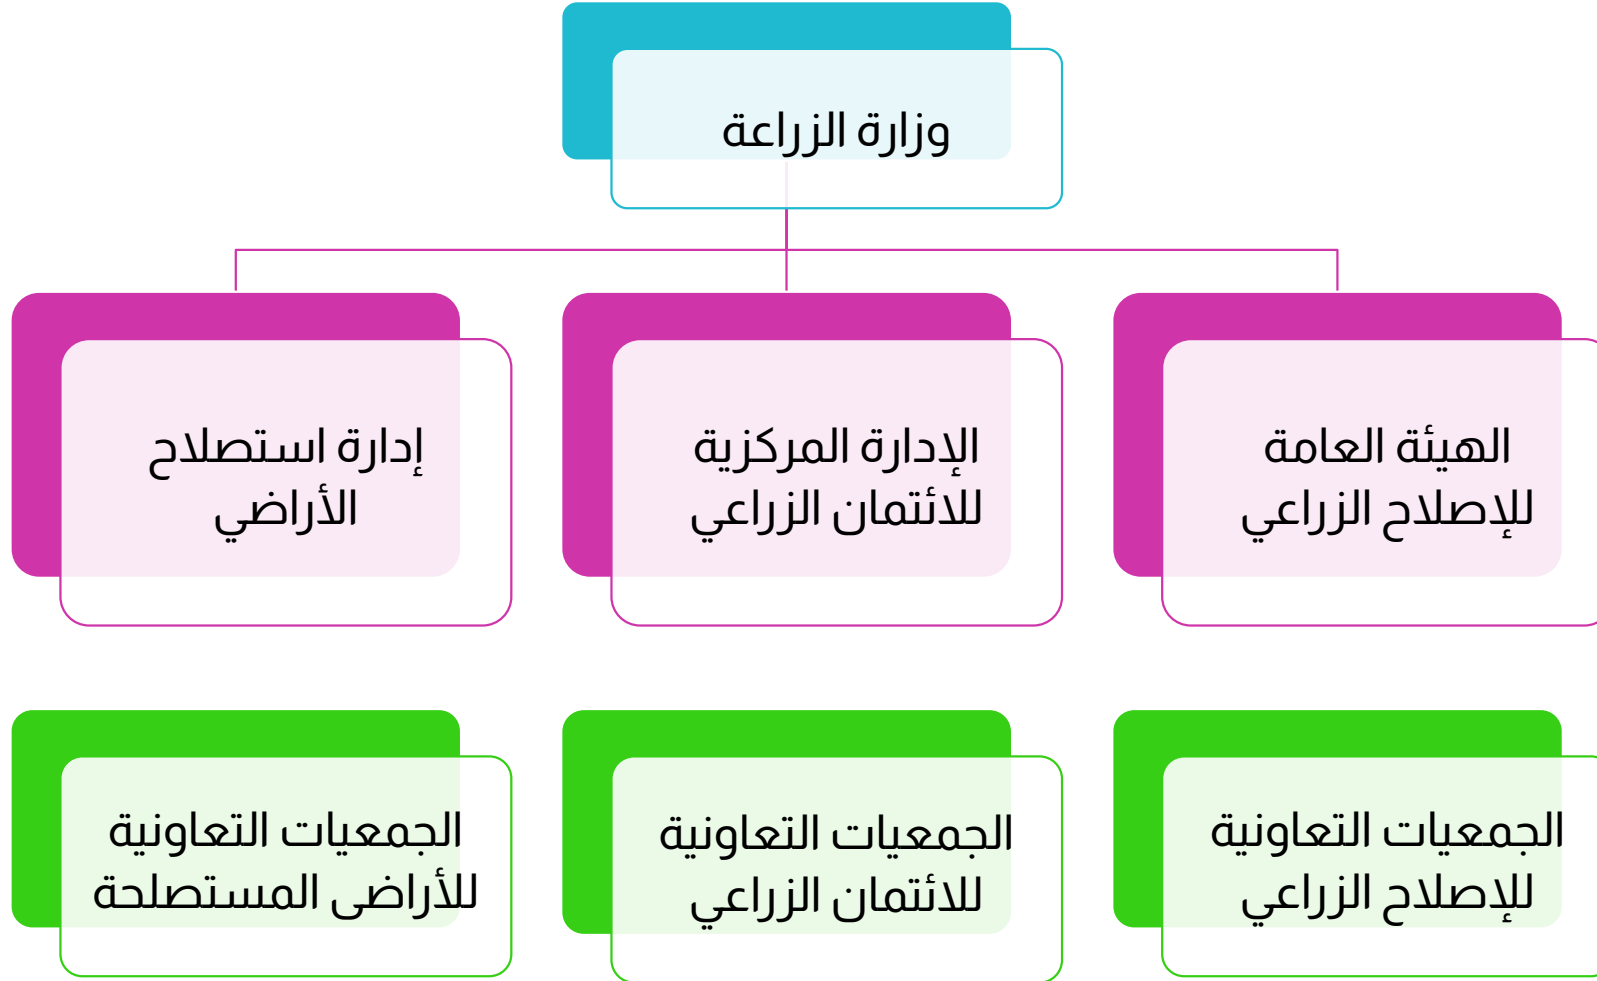 وزارة الزراعة
الهيئة العامة
للإصلاح الزراعي
الإدارة المركزية
للائتمان الزراعي
إدارة استصلاح
الأراضي
الجمعيات التعاونية
للإصلاح الزراعي
الجمعيات التعاونية
للائتمان الزراعي
الجمعيات التعاونية
للأراضى المستصلحة